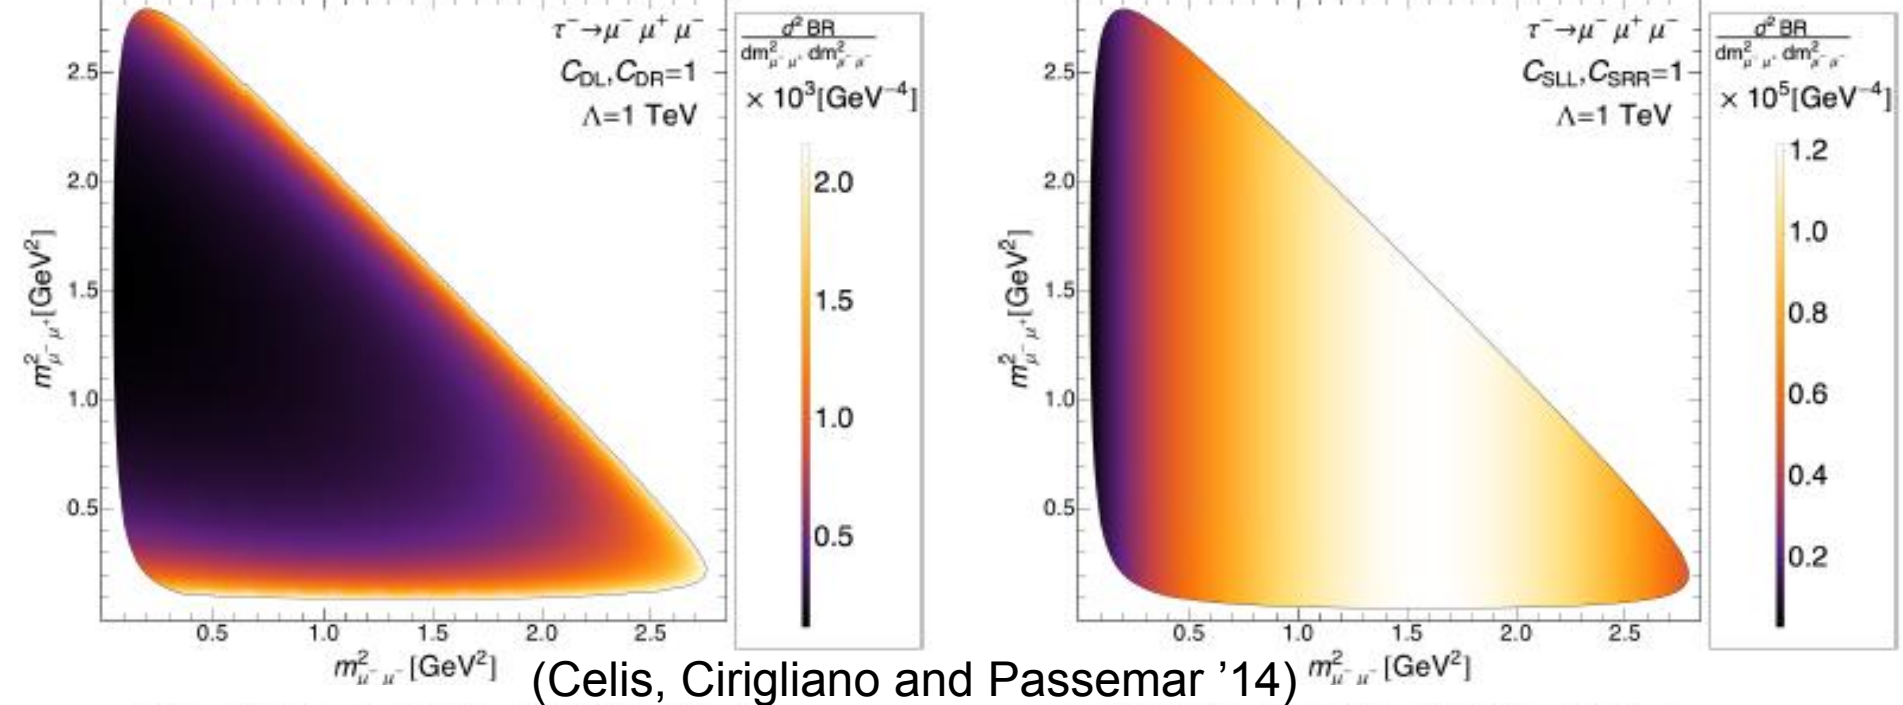 τ⁻→μ⁻ μ⁺ μ⁻
C_DL,C_DR=1
Λ=1 TeV
2.5
2.0
1.5
1.0
0.5
m²_μ⁻ μ⁺[GeV²]
0.5 1.0 1.5 2.0 2.5
m²_μ⁻ μ⁻ [GeV²]
d² BR
dm²_μ⁻ μ⁺ dm²_μ⁻ μ⁻
× 10³[GeV⁻⁴]
2.0
1.5
1.0
0.5
τ⁻→μ⁻ μ⁺ μ⁻
C_SLL,C_SRR=1
Λ=1 TeV
2.5
2.0
1.5
1.0
0.5
m²_μ⁻ μ⁺[GeV²]
0.5 1.0 1.5 2.0 2.5
m²_μ⁻ μ⁻ [GeV²]
d² BR
dm²_μ⁻ μ⁺ dm²_μ⁻ μ⁻
× 10⁵[GeV⁻⁴]
1.2
1.0
0.8
0.6
0.4
0.2
(Celis, Cirigliano and Passemar ’14)